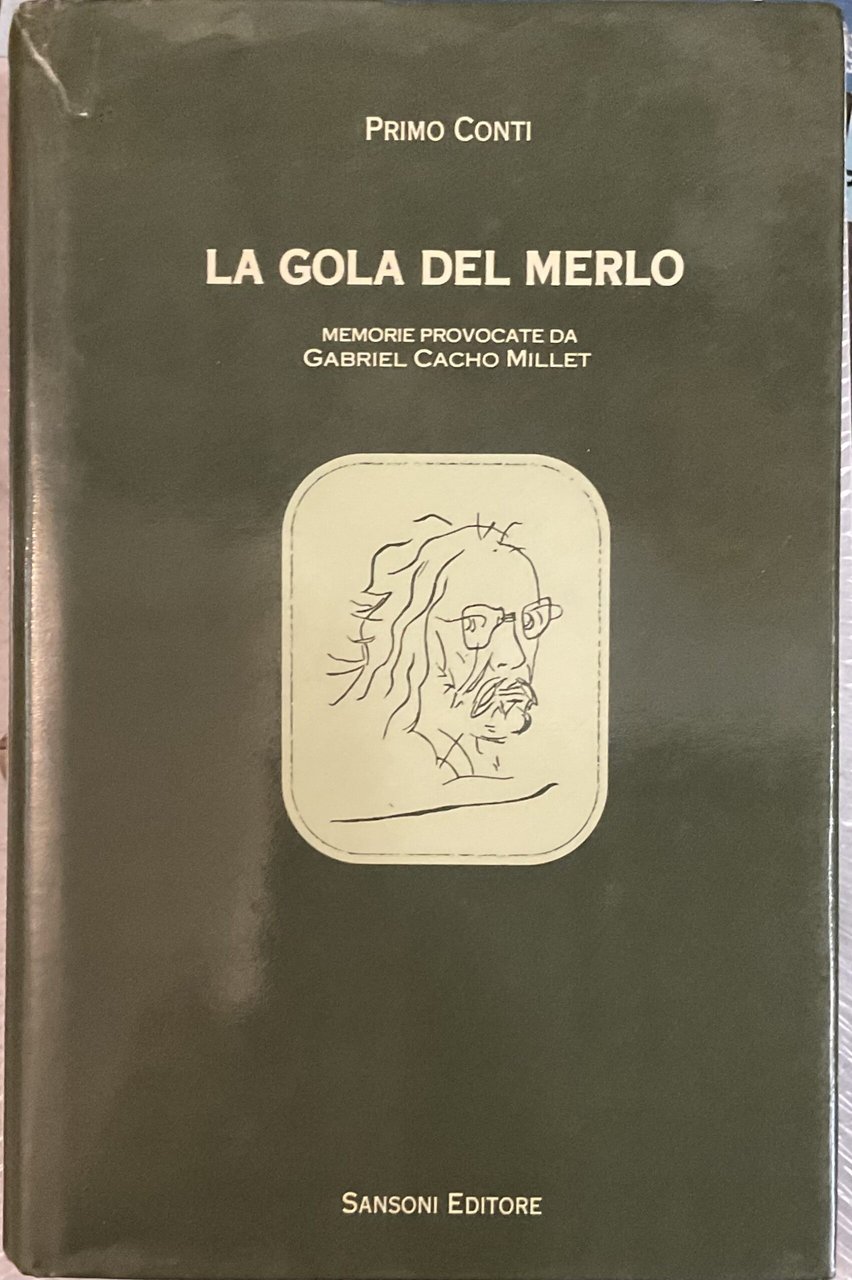 PRIMO CONTI
LA GOLA DEL MERLO
MEMORIE PROVOCATE DA
GABRIEL CACHO MILLET
SANSONI EDITORE